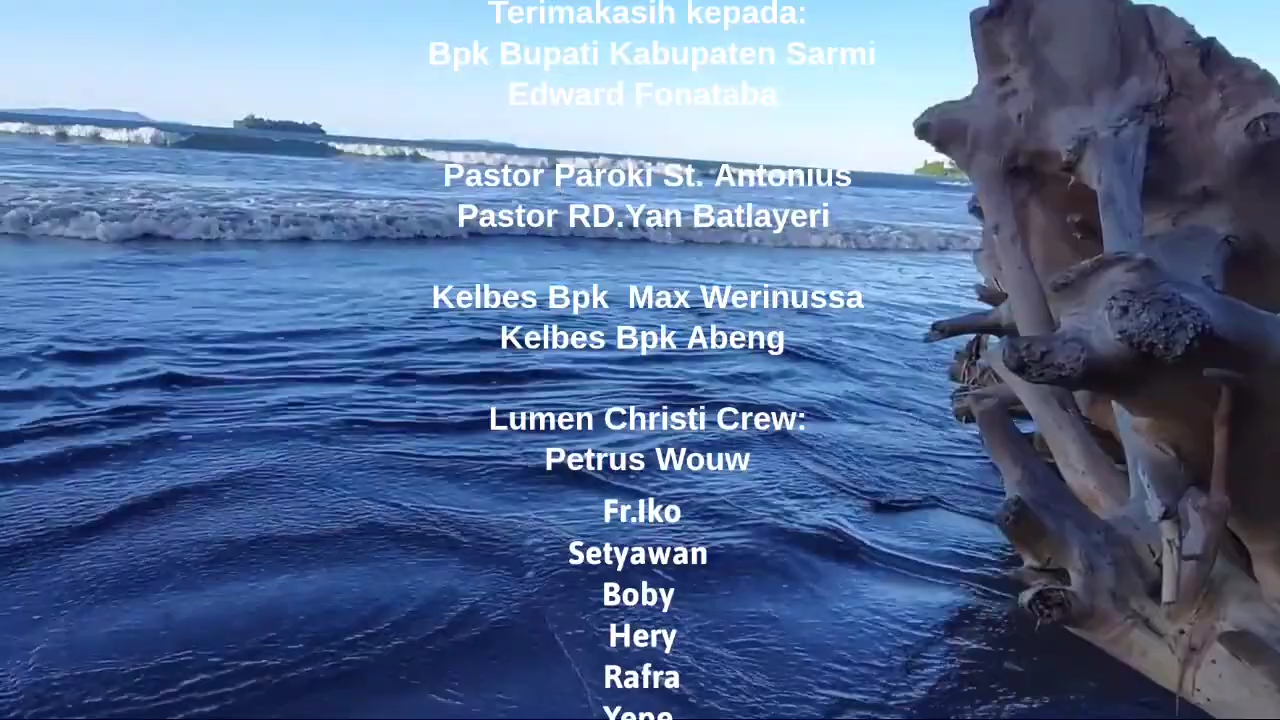 Terimakasih kepada:
Bpk Bupati Kabupaten Sarmi
Edward Fonataba
Pastor Paroki St. Antonius
Pastor RD.Yan Batlayeri
Kelbes Bpk  Max Werinussa
Kelbes Bpk Abeng
Lumen Christi Crew:
Petrus Wouw
Fr.Iko
Setyawan
Boby
Hery
Rafra